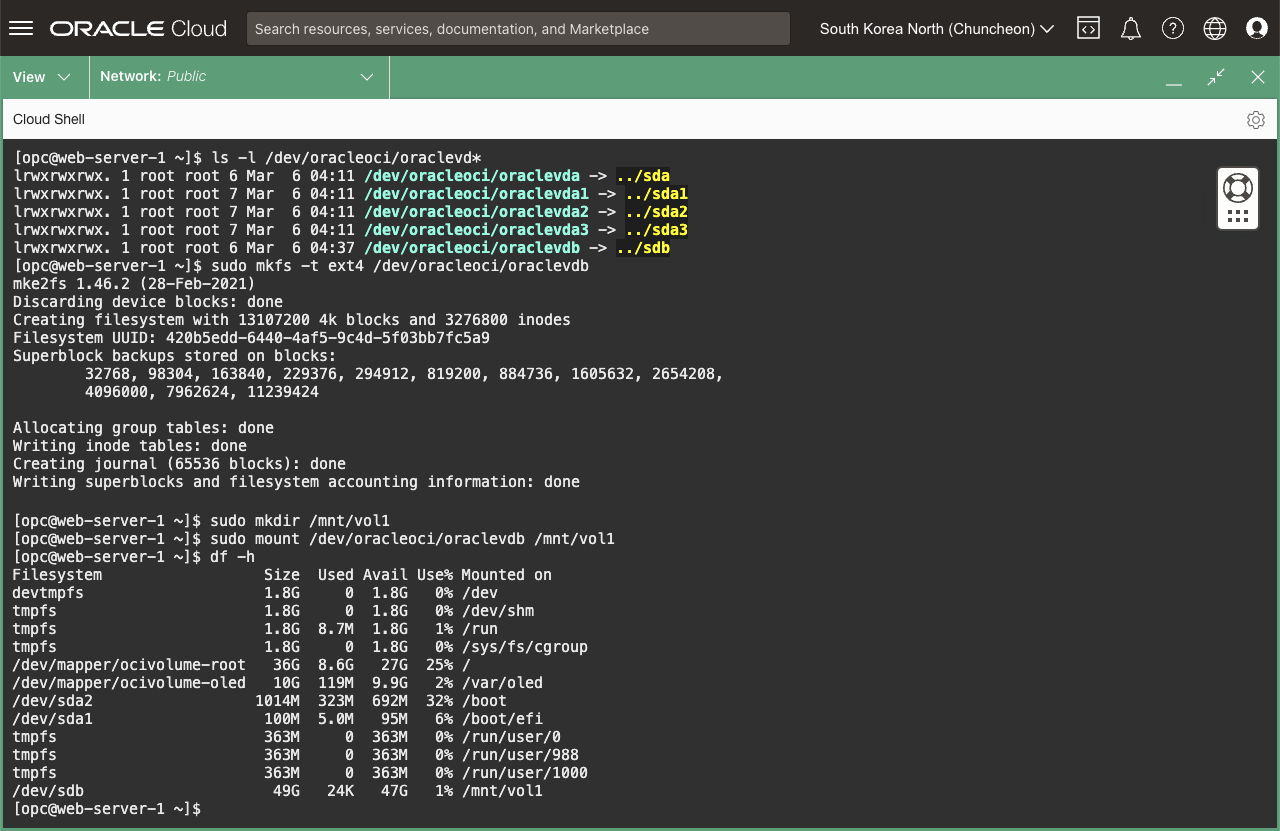 ORACLE Cloud
Search resources, services, documentation, and Marketplace
South Korea North (Chuncheon)
View
Network: Public
Cloud Shell
[opc@web-server-1 ~]$ ls -l /dev/oracleoci/oraclevd*
lrwxrwxrwx. 1 root root 6 Mar  6 04:11 /dev/oracleoci/oraclevda -> ../sda
lrwxrwxrwx. 1 root root 7 Mar  6 04:11 /dev/oracleoci/oraclevda1 -> ../sda1
lrwxrwxrwx. 1 root root 7 Mar  6 04:11 /dev/oracleoci/oraclevda2 -> ../sda2
lrwxrwxrwx. 1 root root 7 Mar  6 04:11 /dev/oracleoci/oraclevda3 -> ../sda3
lrwxrwxrwx. 1 root root 6 Mar  6 04:37 /dev/oracleoci/oraclevdb -> ../sdb
[opc@web-server-1 ~]$ sudo mkfs -t ext4 /dev/oracleoci/oraclevdb
mke2fs 1.46.2 (28-Feb-2021)
Discarding device blocks: done
Creating filesystem with 13107200 4k blocks and 3276800 inodes
Filesystem UUID: 420b5edd-6440-4af5-9c4d-5f03bb7fc5a9
Superblock backups stored on blocks:
        32768, 98304, 163840, 229376, 294912, 819200, 884736, 1605632, 2654208,
        4096000, 7962624, 11239424
Allocating group tables: done
Writing inode tables: done
Creating journal (65536 blocks): done
Writing superblocks and filesystem accounting information: done
[opc@web-server-1 ~]$ sudo mkdir /mnt/vol1
[opc@web-server-1 ~]$ sudo mount /dev/oracleoci/oraclevdb /mnt/vol1
[opc@web-server-1 ~]$ df -h
Filesystem                  Size  Used Avail Use% Mounted on
devtmpfs                    1.8G     0  1.8G   0% /dev
tmpfs                       1.8G     0  1.8G   0% /dev/shm
tmpfs                       1.8G  8.7M  1.8G   1% /run
tmpfs                       1.8G     0  1.8G   0% /sys/fs/cgroup
/dev/mapper/ocivolume-root   36G  8.6G   27G  25% /
/dev/mapper/ocivolume-oled   10G  119M  9.9G   2% /var/oled
/dev/sda2                  1014M  323M  692M  32% /boot
/dev/sda1                   100M  5.0M   95M   6% /boot/efi
tmpfs                       363M     0  363M   0% /run/user/0
tmpfs                       363M     0  363M   0% /run/user/988
tmpfs                       363M     0  363M   0% /run/user/1000
/dev/sdb                     49G   24K   47G   1% /mnt/vol1
[opc@web-server-1 ~]$